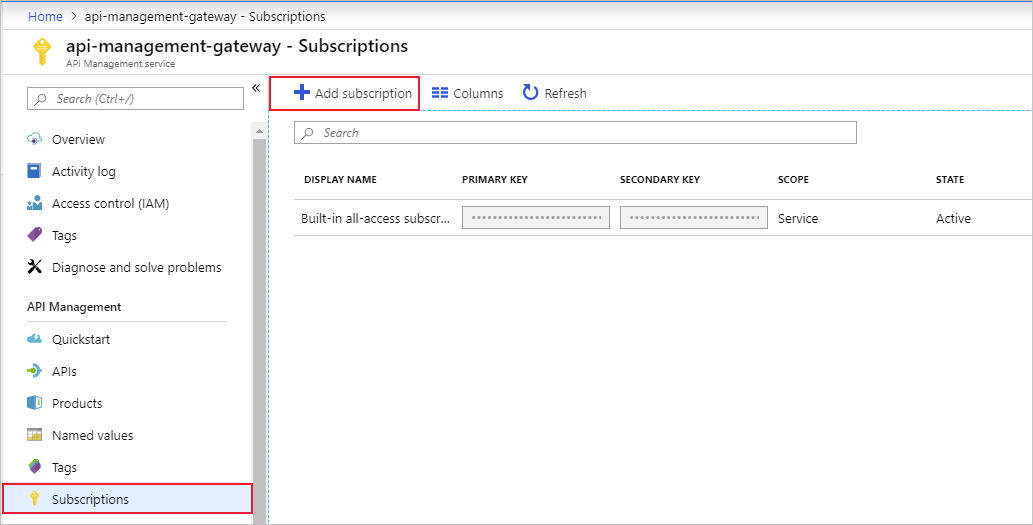 Home > api-management-gateway - Subscriptions
api-management-gateway - Subscriptions
API Management service
Search (Ctrl+/)
«
Overview
Activity log
Access control (IAM)
Tags
Diagnose and solve problems
API Management
Quickstart
APIs
Products
Named values
Tags
Subscriptions
Add subscription Columns Refresh
Search
DISPLAY NAME PRIMARY KEY SECONDARY KEY SCOPE STATE
Built-in all-access subscr... Service Active